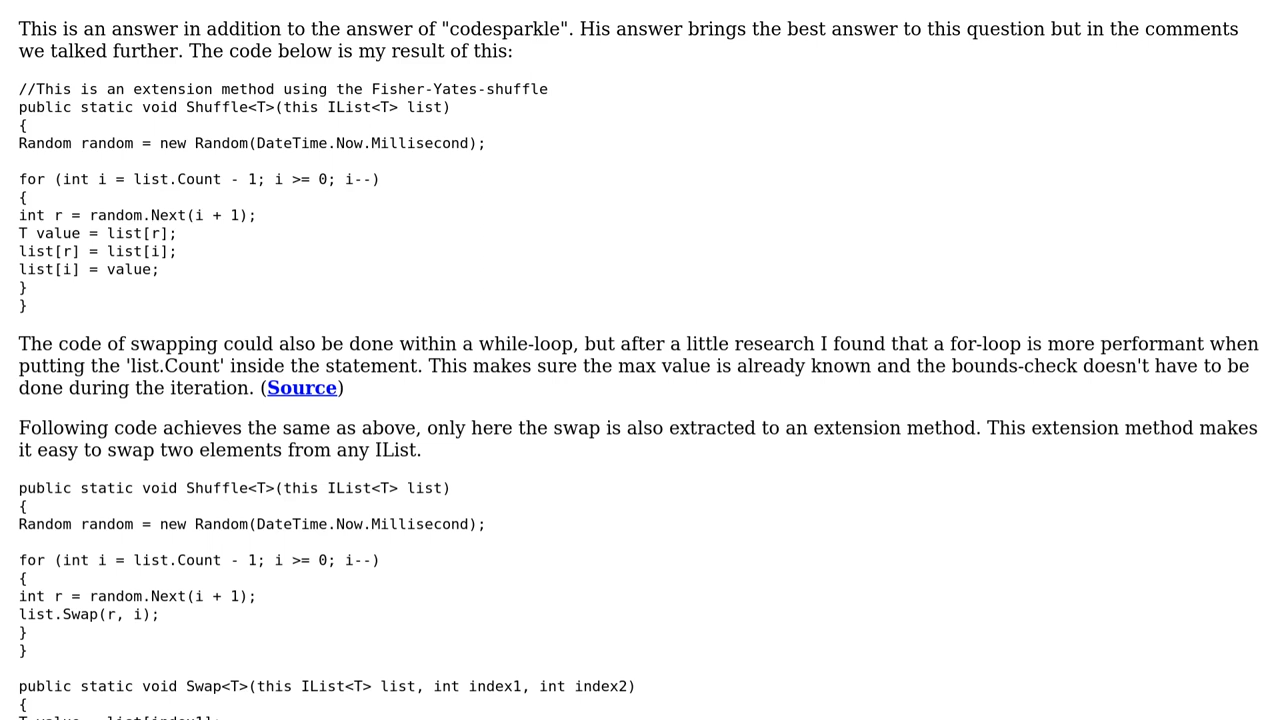 This is an answer in addition to the answer of "codesparkle". His answer brings the best answer to this question but in the comments
we talked further. The code below is my result of this:
//This is an extension method using the Fisher-Yates-shuffle
public static void Shuffle<T>(this IList<T> list)
{
Random random = new Random(DateTime.Now.Millisecond);
for (int i = list.Count - 1; i >= 0; i--)
{
int r = random.Next(i + 1);
T value = list[r];
list[r] = list[i];
list[i] = value;
}
}
The code of swapping could also be done within a while-loop, but after a little research I found that a for-loop is more performant when
putting the 'list.Count' inside the statement. This makes sure the max value is already known and the bounds-check doesn't have to be
done during the iteration. (Source)
Following code achieves the same as above, only here the swap is also extracted to an extension method. This extension method makes
it easy to swap two elements from any IList.
public static void Shuffle<T>(this IList<T> list)
{
Random random = new Random(DateTime.Now.Millisecond);
for (int i = list.Count - 1; i >= 0; i--)
{
int r = random.Next(i + 1);
list.Swap(r, i);
}
}
public static void Swap<T>(this IList<T> list, int index1, int index2)
{